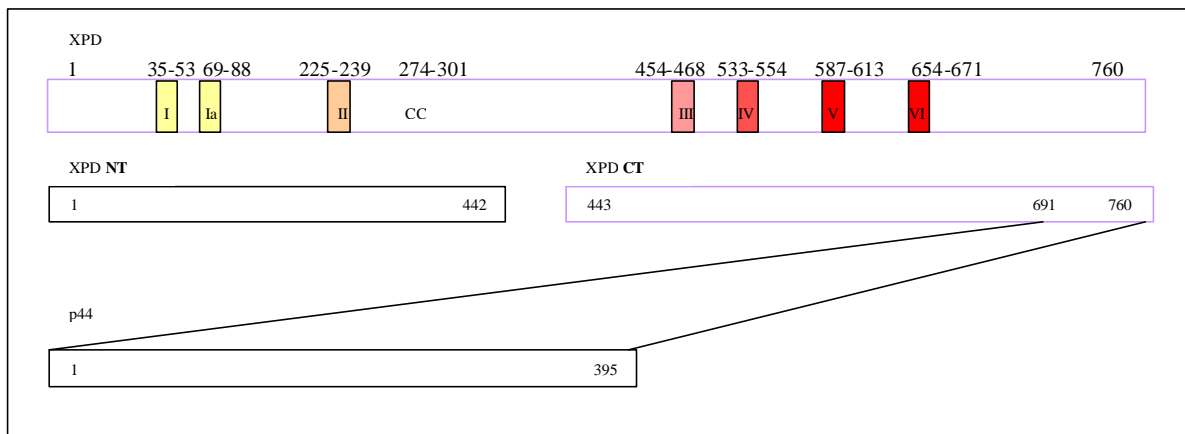 XPD
1 35-53 69-88 225-239 274-301 454-468 533-554 587-613 654-671 760
I Ia II CC III IV V VI
XPD NT XPD CT
1 442 443 691 760
p44
1 395